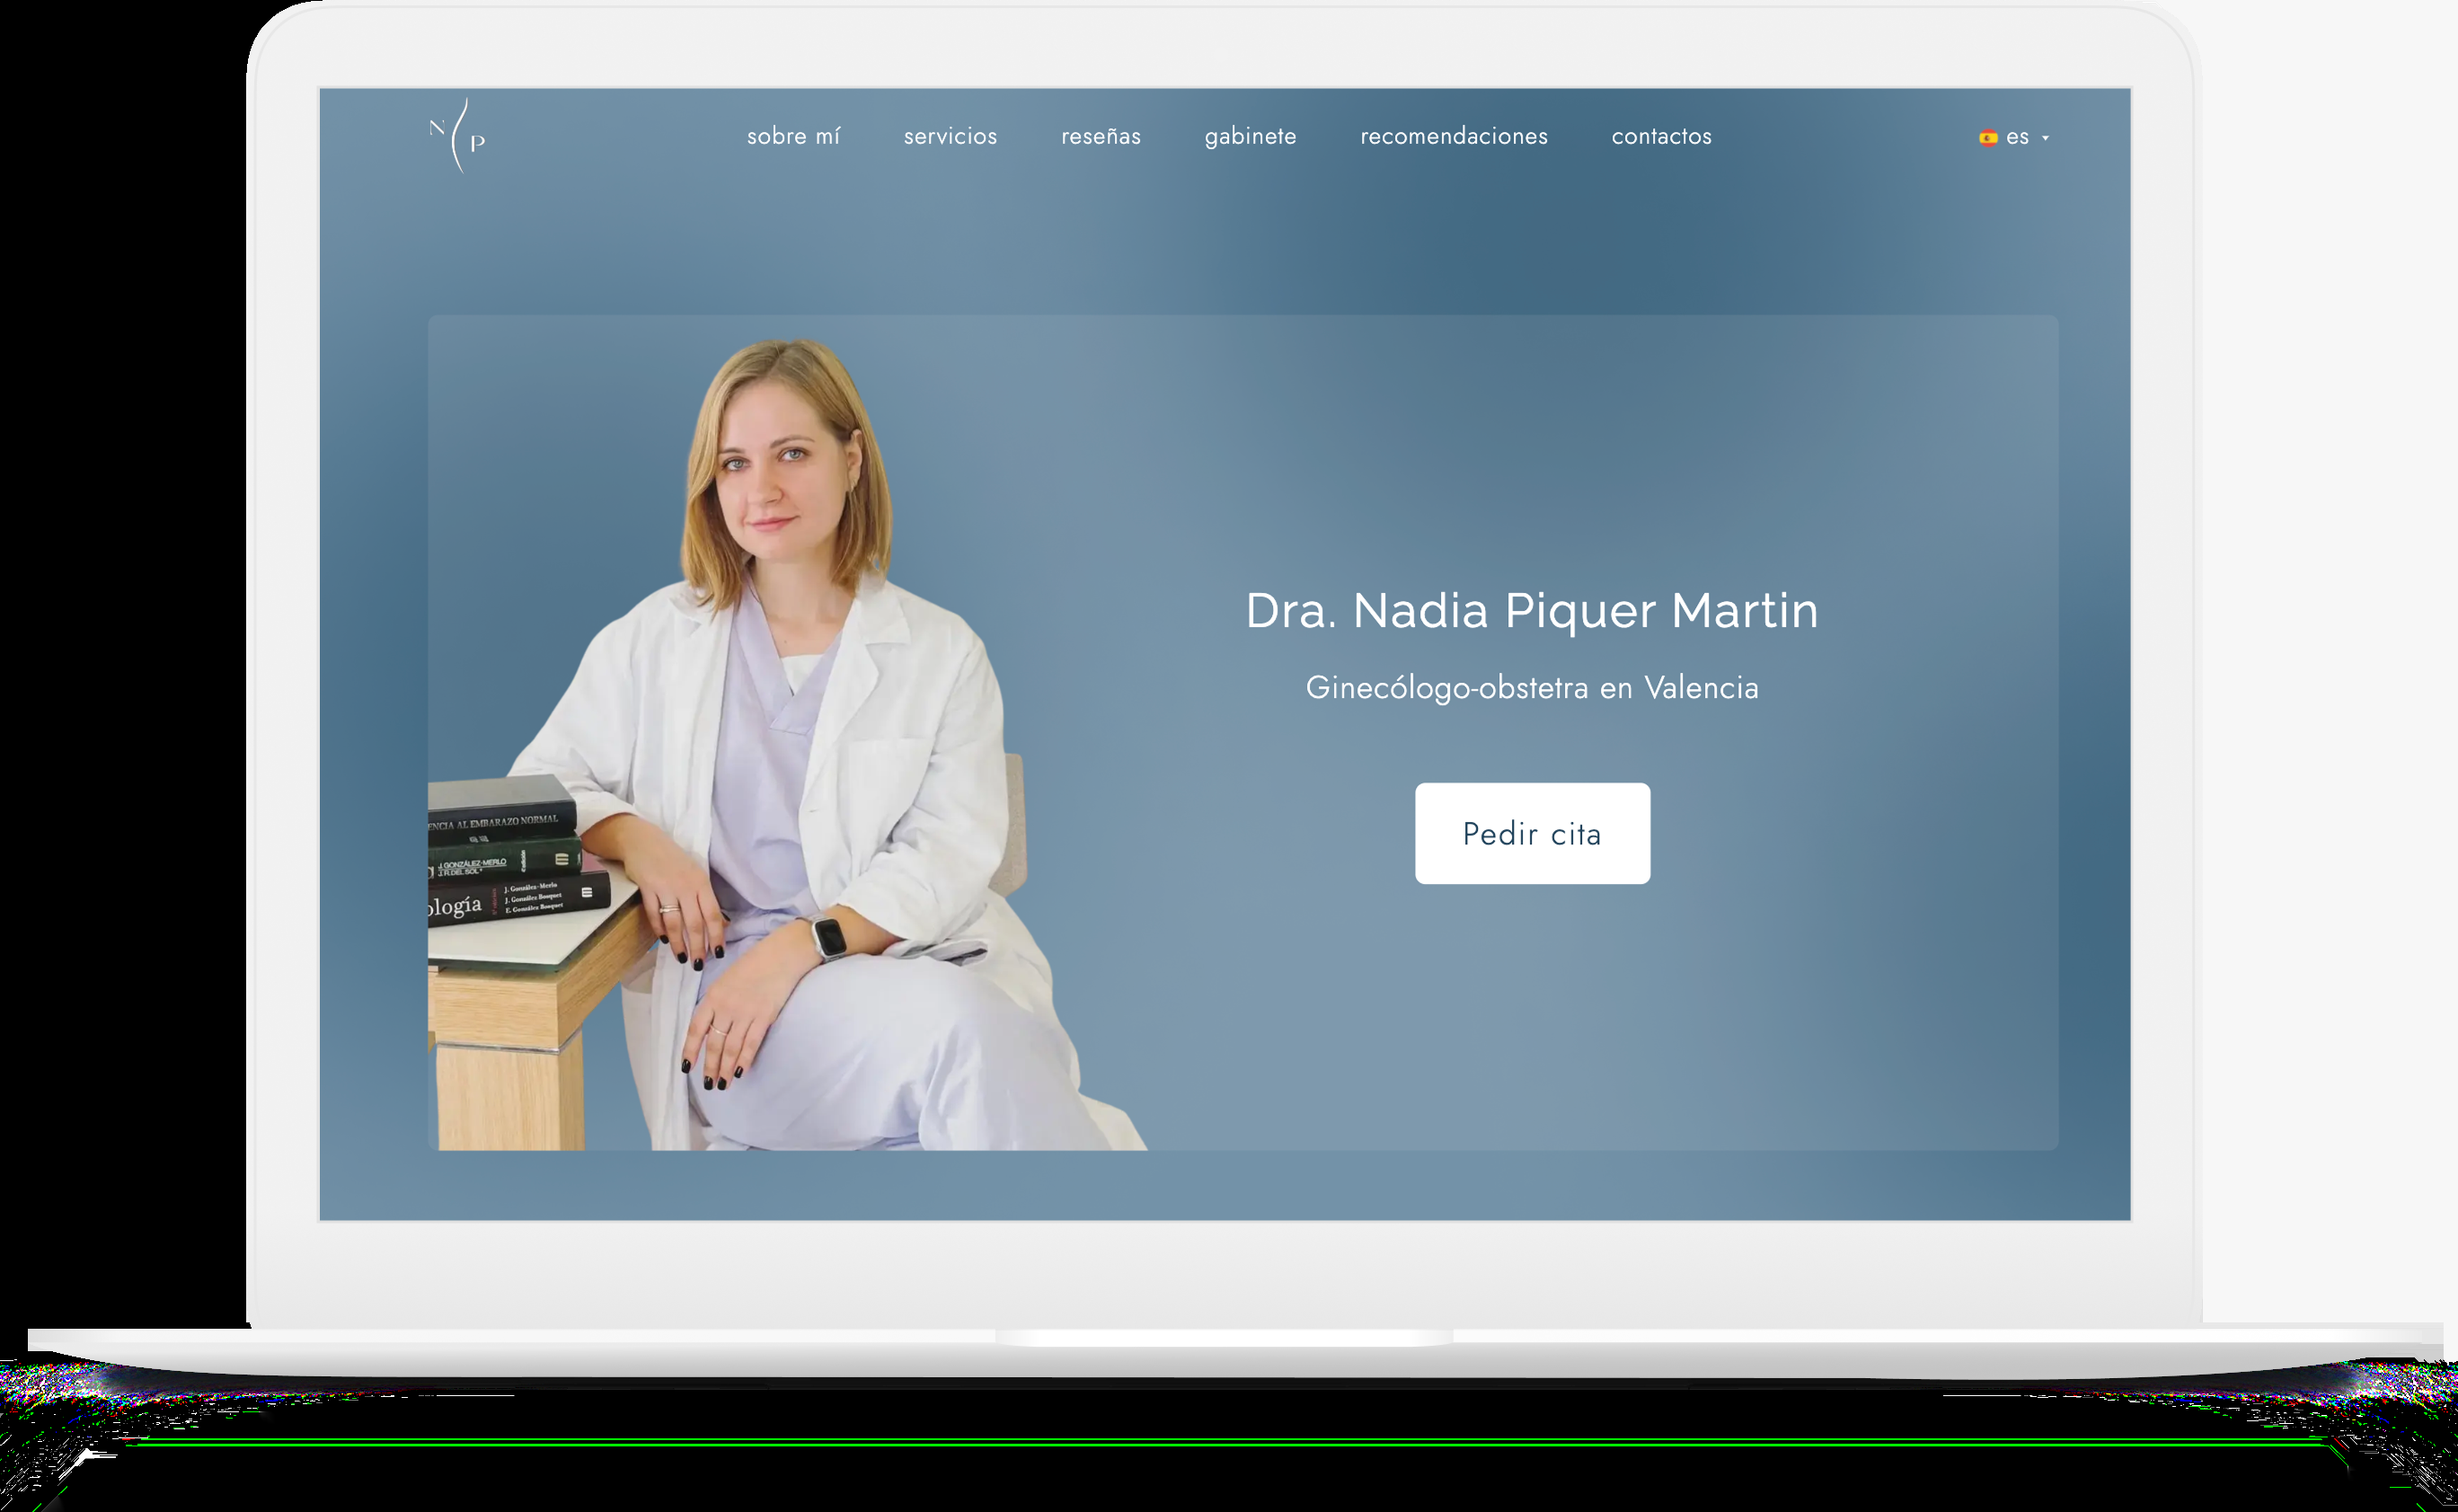 N P
sobre mí servicios reseñas gabinete recomendaciones contactos es
Dra. Nadia Piquer Martin
Ginecólogo-obstetra en Valencia
Pedir cita
ENCIA AL EMBARAZO NORMAL
J. GONZÁLEZ-MERLO
J. R. DEL SOL
ología
J. González-Merlo
J. González Bosquet
E. González Bosquet